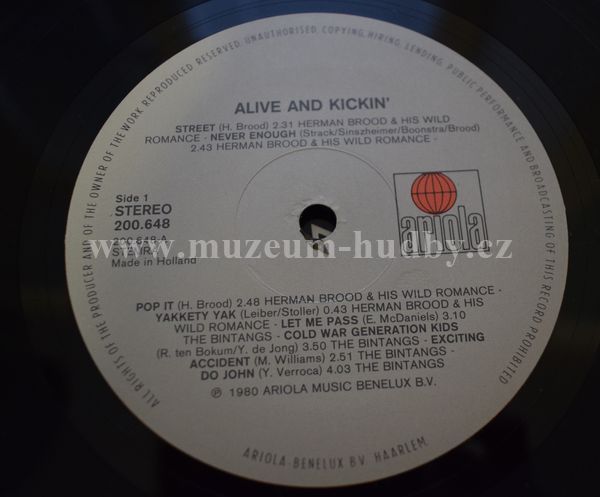 ALL RIGHTS OF THE PRODUCER AND OF THE OWNER OF THE WORK REPRODUCED RESERVED. UNAUTHORISED, COPYING, HIRING, LENDING, PUBLIC PERFORMANCE AND BROADCASTING OF THIS RECORD PROHIBITED.
ALIVE AND KICKIN'
STREET (H. Brood) 2.31 HERMAN BROOD & HIS WILD
ROMANCE - NEVER ENOUGH (Strack/Sinszheimer/Boonstra/Brood)
2.43 HERMAN BROOD & HIS WILD ROMANCE -
Side 1
STEREO
200.648
200.648-A
Made in Holland
ariola
www.muzeum-hudby.cz
POP IT (H. Brood) 2.48 HERMAN BROOD & HIS WILD ROMANCE -
YAKKETY YAK (Leiber/Stoller) 0.43 HERMAN BROOD & HIS
WILD ROMANCE - LET ME PASS (E. McDaniels) 3.10
THE BINTANGS - COLD WAR GENERATION KIDS
(R. ten Bokum/Y. de Jong) 3.50 THE BINTANGS - EXCITING
ACCIDENT (M. Williams) 2.51 THE BINTANGS -
DO JOHN (Y. Verroca) 4.03 THE BINTANGS
℗ 1980 ARIOLA MUSIC BENELUX B.V.
ARIOLA-BENELUX B.V. HAARLEM.